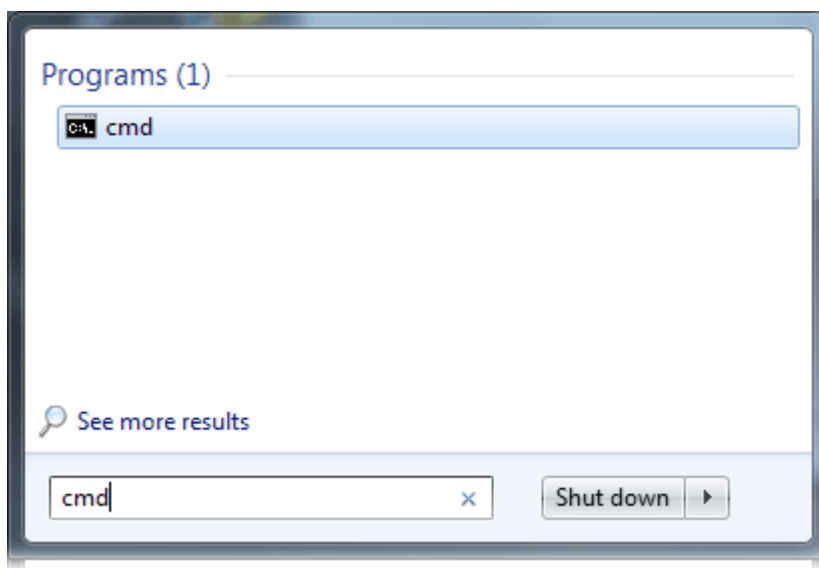 Programs (1)
C:\. cmd
See more results
cmd
Shut down